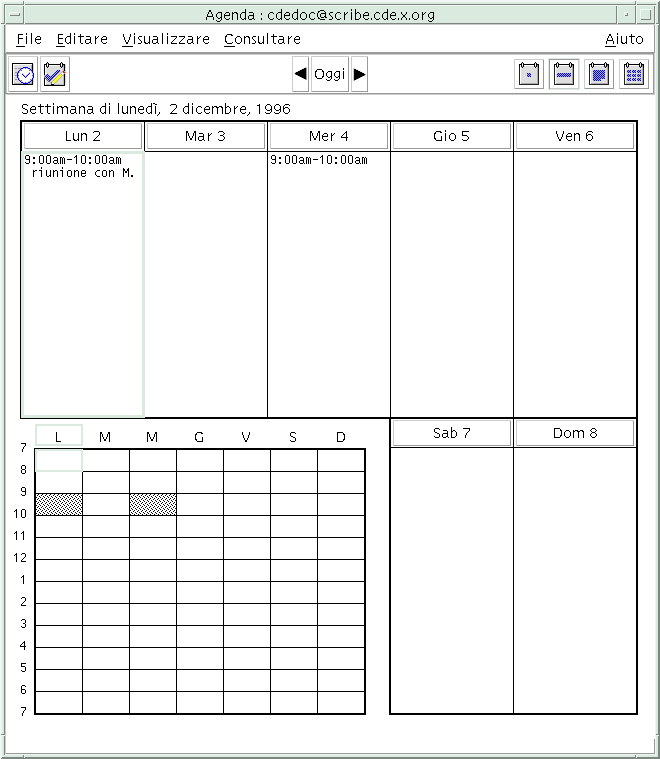 Agenda : cdedoc@scribe.cde.x.org
File Editare Visualizzare Consultare Aiuto
Oggi
Settimana di lunedì, 2 dicembre, 1996
Lun 2 Mar 3 Mer 4 Gio 5 Ven 6
9:00am-10:00am 9:00am-10:00am
riunione con M.
Sab 7 Dom 8
L M M G V S D
7
8
9
10
11
12
1
2
3
4
5
6
7